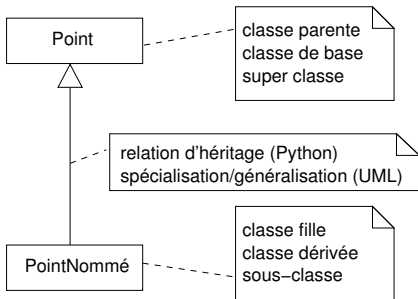 Point
classe parente
classe de base
super classe
relation d'héritage (Python)
spécialisation/généralisation (UML)
PointNommé
classe fille
classe dérivée
sous−classe